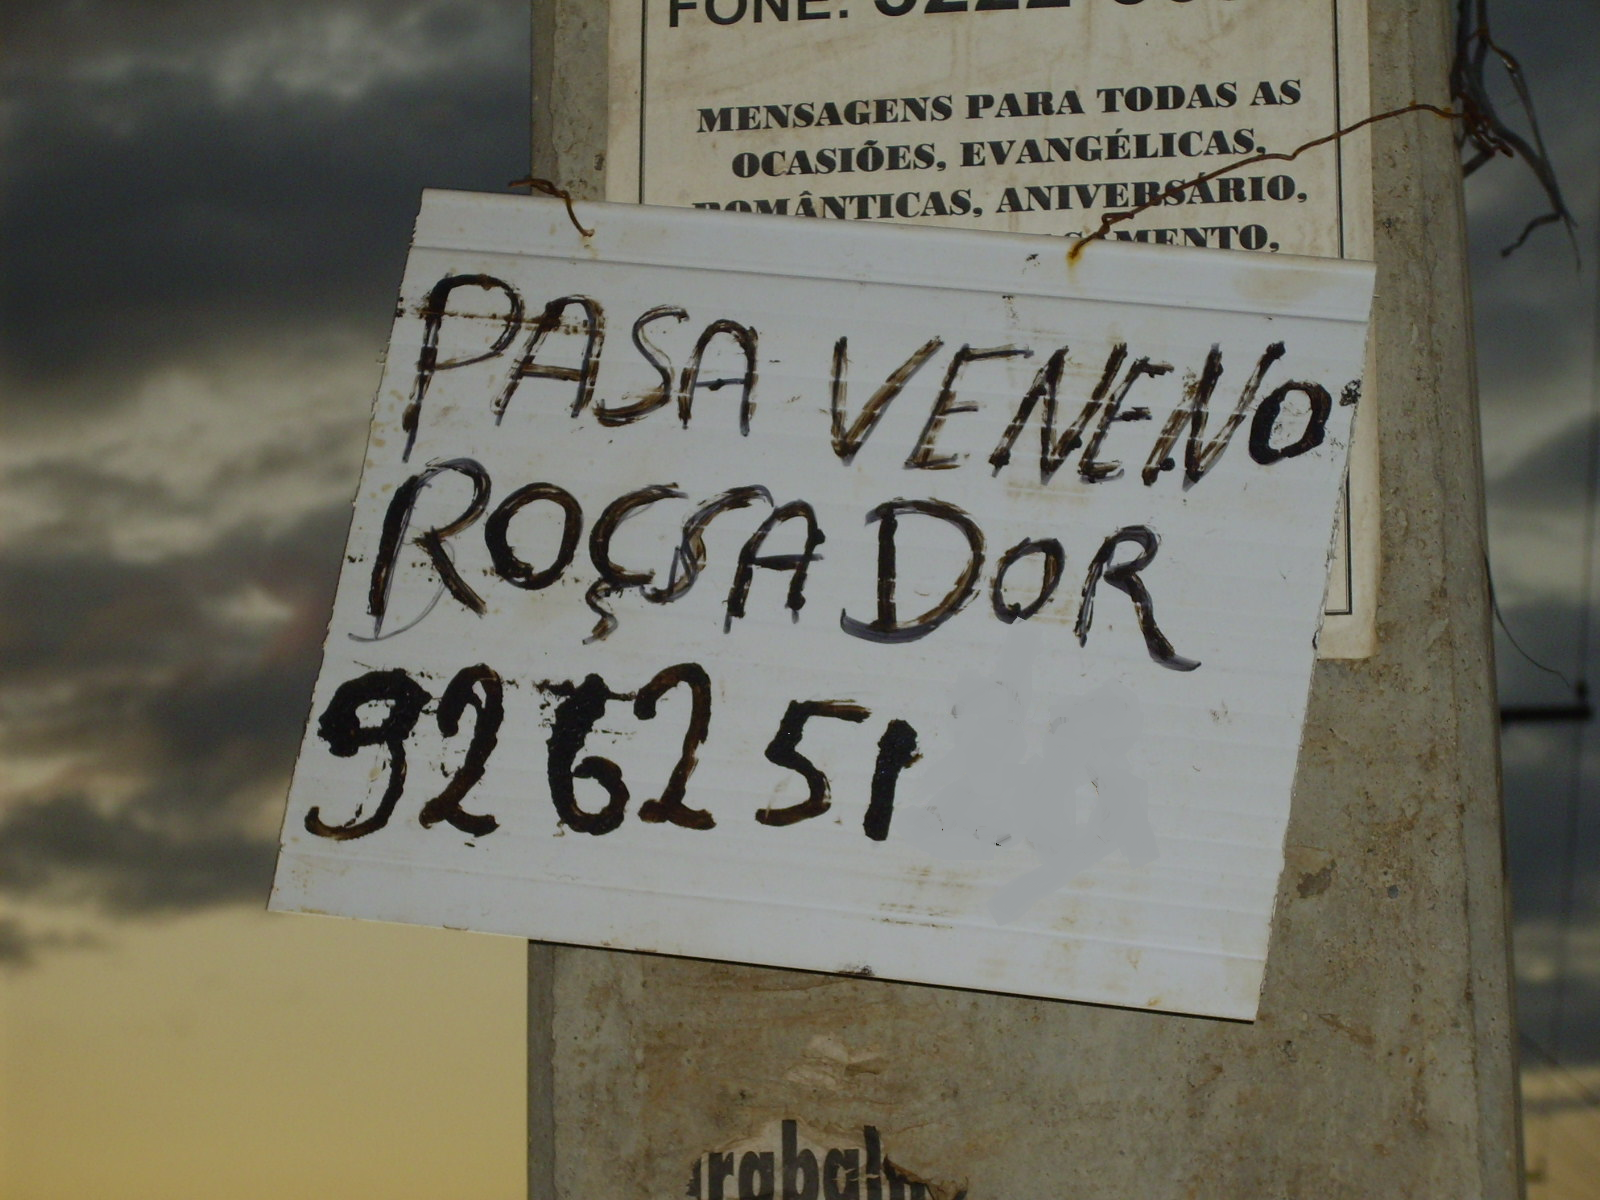 FONE:
MENSAGENS PARA TODAS AS
OCASIÕES, EVANGÉLICAS,
ROMÂNTICAS, ANIVERSÁRIO,
PASA VENENO
ROÇSADOR
926251